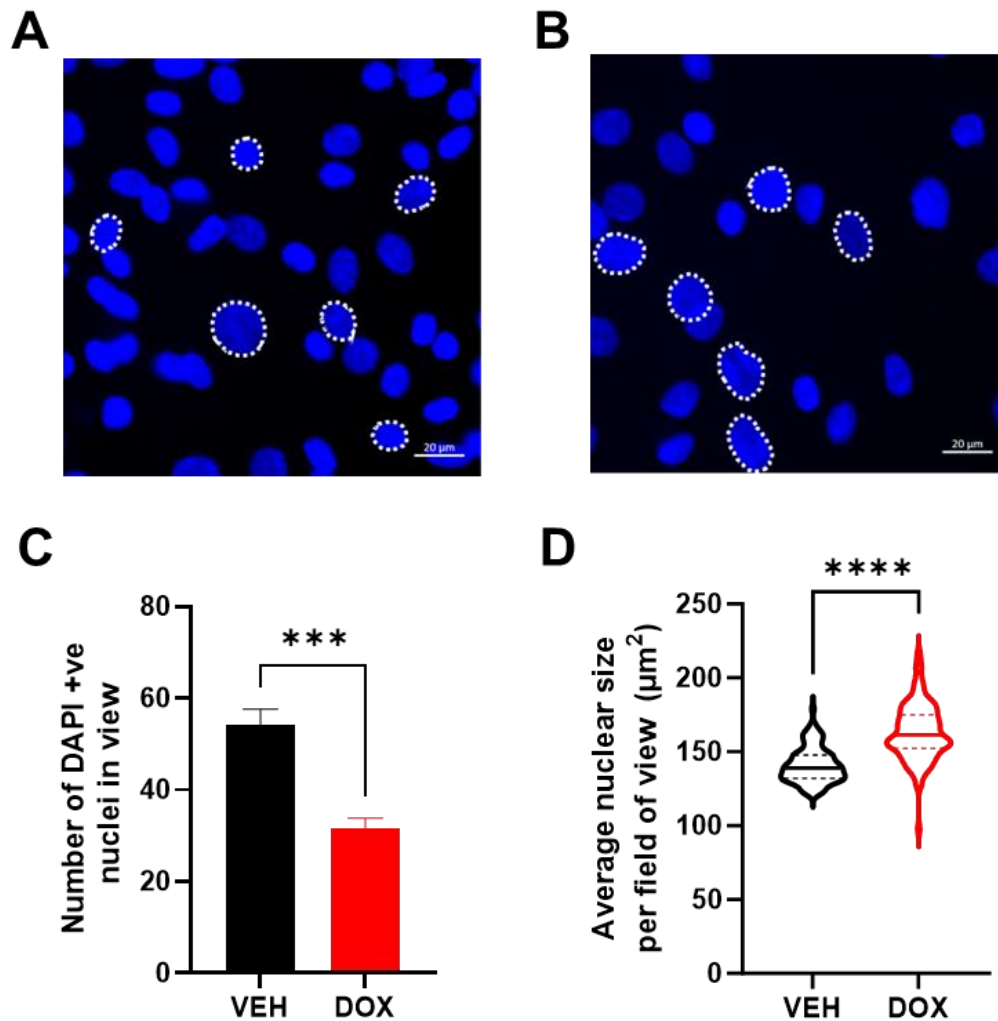 A
B
20 µm
20 µm
C
D
Number of DAPI +ve
nuclei in view
80
60
40
20
0
***
VEH
DOX
Average nuclear size
per field of view (µm²)
250
200
150
100
50
0
****
VEH
DOX